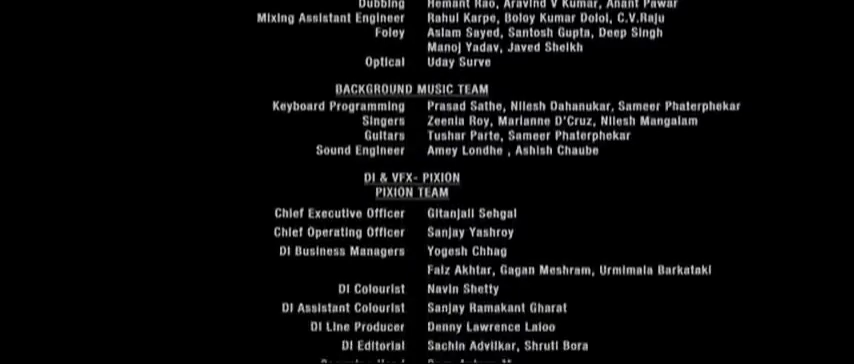 Dubbing Hemant Rao, Aravind V Kumar, Anant Pawar
Mixing Assistant Engineer Rahul Karpe, Boloy Kumar Doloi, C.V.Raju
Foley Aslam Sayed, Santosh Gupta, Deep Singh
Manoj Yadav, Javed Sheikh
Optical Uday Surve
BACKGROUND MUSIC TEAM
Keyboard Programming Prasad Sathe, Nilesh Dahanukar, Sameer Phaterphekar
Singers Zeenia Roy, Marianne D'Cruz, Nilesh Mangalam
Guitars Tushar Parte, Sameer Phaterphekar
Sound Engineer Amey Londhe , Ashish Chaube
DI & VFX- PIXION
PIXION TEAM
Chief Executive Officer Gitanjali Sehgal
Chief Operating Officer Sanjay Yashroy
DI Business Managers Yogesh Chhag
Faiz Akhtar, Gagan Meshram, Urmimala Barkataki
DI Colourist Navin Shetty
DI Assistant Colourist Sanjay Ramakant Gharat
DI Line Producer Denny Lawrence Laloo
DI Editorial Sachin Advilkar, Shruti Bora